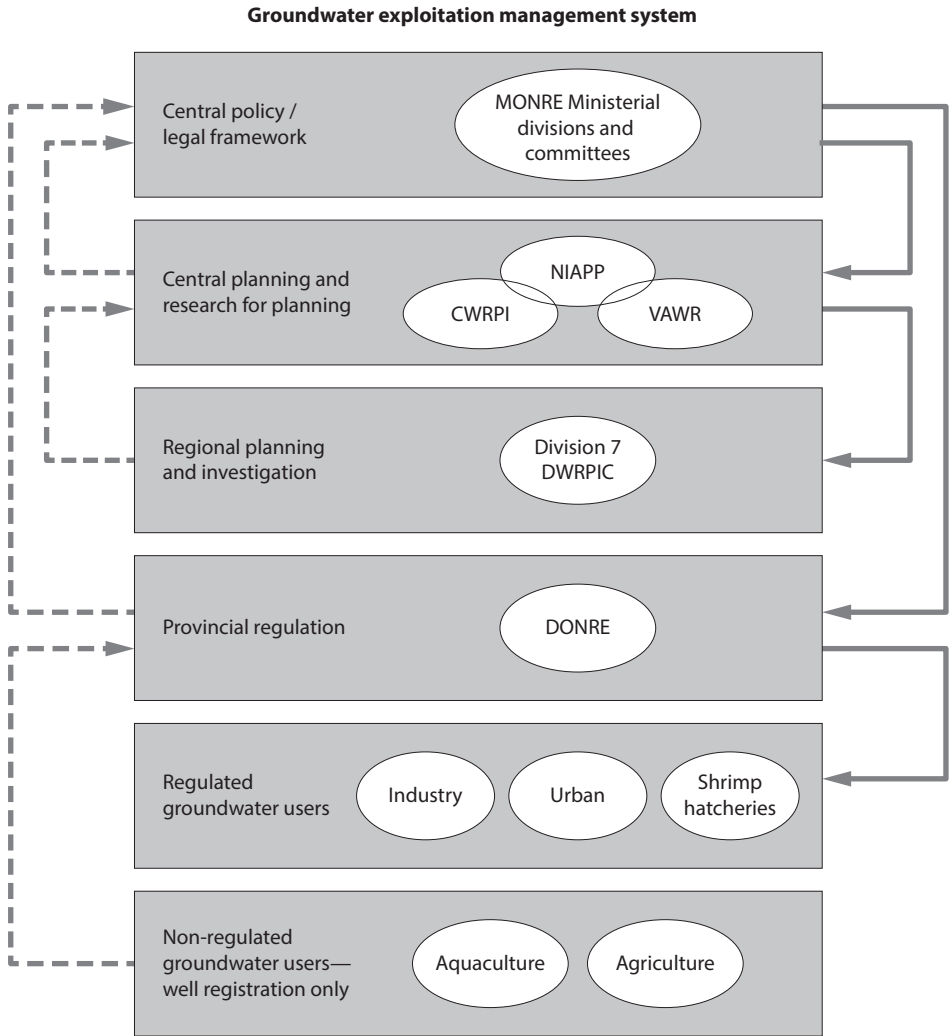 Groundwater exploitation management system
Central policy /
legal framework
MONRE Ministerial
divisions and
committees
Central planning and
research for planning
NIAPP
CWRPI
VAWR
Regional planning
and investigation
Division 7
DWRPIC
Provincial regulation
DONRE
Regulated
groundwater users
Industry
Urban
Shrimp
hatcheries
Non-regulated
groundwater users—
well registration only
Aquaculture
Agriculture